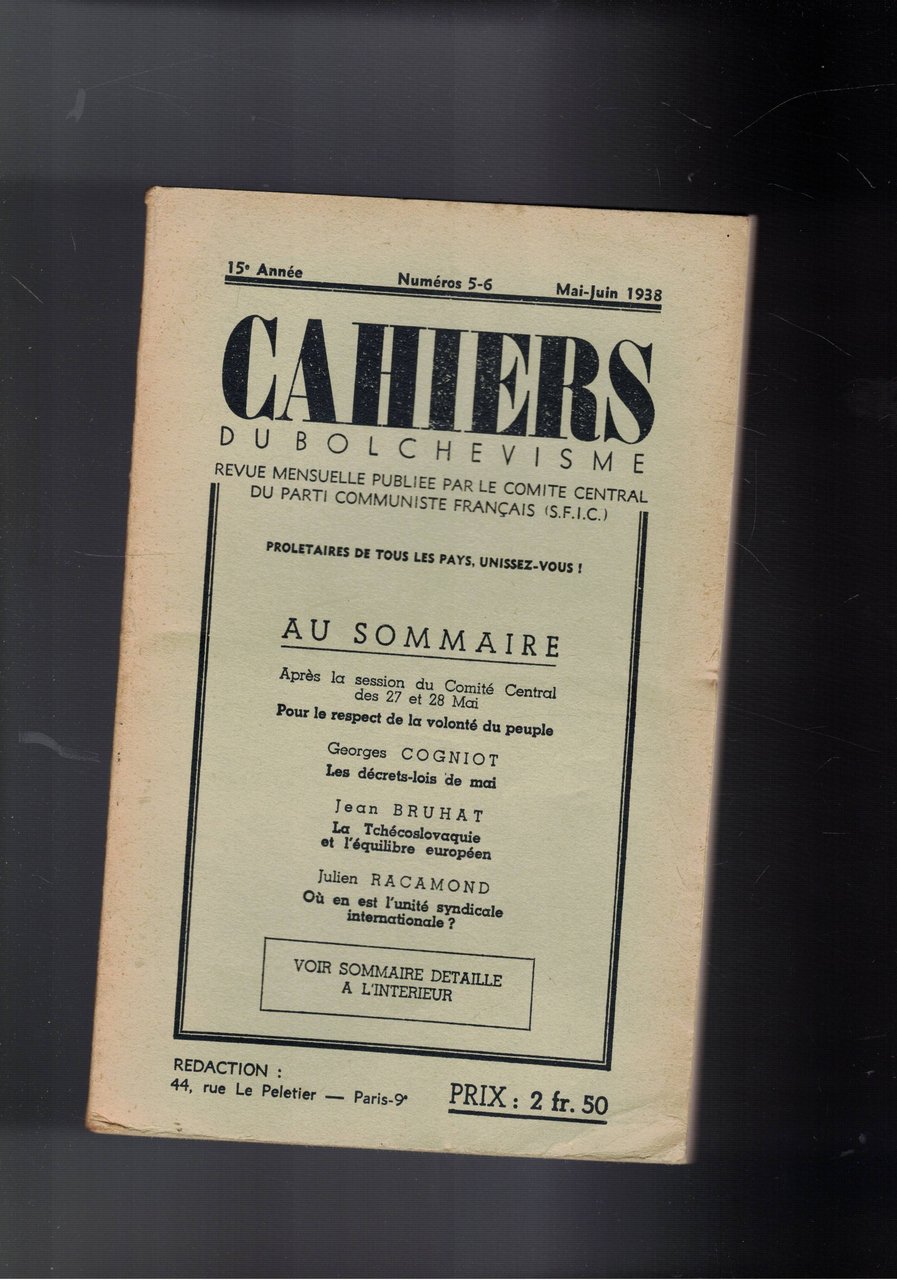 15e Année Numéros 5-6 Mai-Juin 1938
CAHIERS
DU BOLCHEVISME
REVUE MENSUELLE PUBLIEE PAR LE COMITE CENTRAL
DU PARTI COMMUNISTE FRANÇAIS (S.F.I.C.)
PROLETAIRES DE TOUS LES PAYS, UNISSEZ-VOUS !
AU SOMMAIRE
Après la session du Comité Central
des 27 et 28 Mai
Pour le respect de la volonté du peuple
Georges COGNIOT
Les décrets-lois de mai
Jean BRUHAT
La Tchécoslovaquie
et l'équilibre européen
Julien RACAMOND
Où en est l'unité syndicale
internationale ?
VOIR SOMMAIRE DETAILLE
A L'INTERIEUR
REDACTION :
44, rue Le Peletier — Paris-9e
PRIX : 2 fr. 50